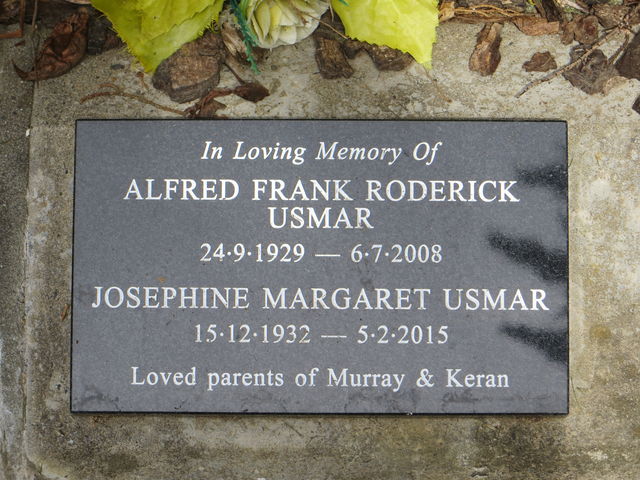 In Loving Memory Of
ALFRED FRANK RODERICK
USMAR
24·9·1929 — 6·7·2008
JOSEPHINE MARGARET USMAR
15·12·1932 — 5·2·2015
Loved parents of Murray & Keran